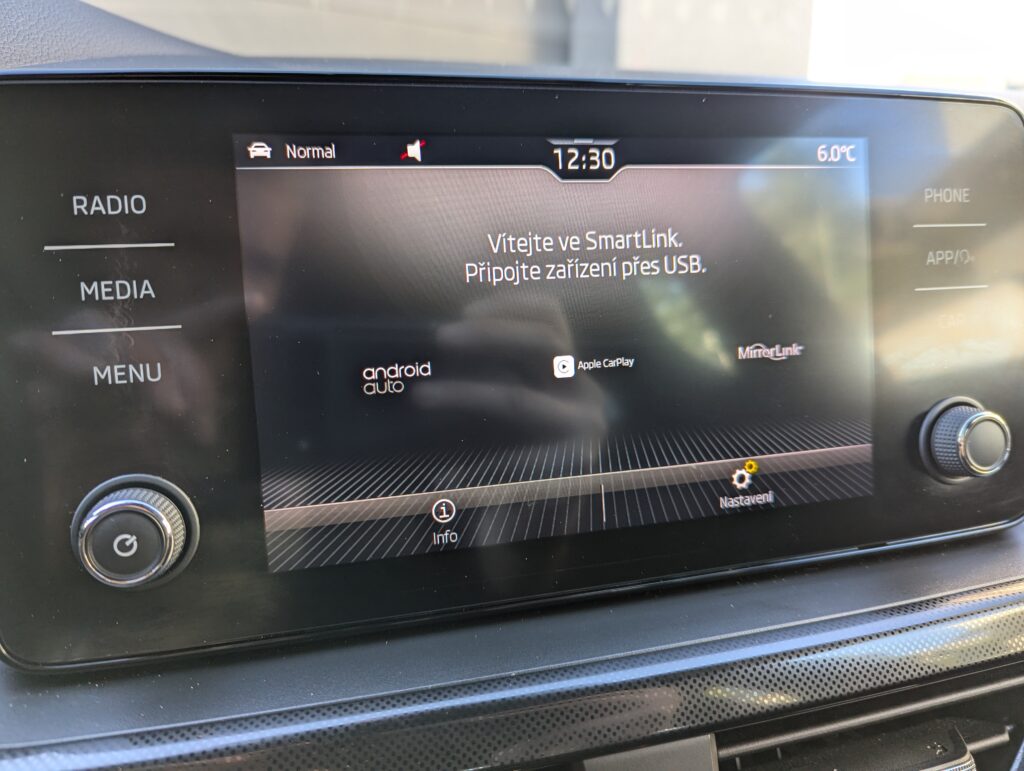 Normal
12:30
6.0°C
RADIO
MEDIA
MENU
Vítejte ve SmartLink.
Připojte zařízení přes USB.
android
auto
Apple CarPlay
MirrorLink
Info
Nastavení
PHONE